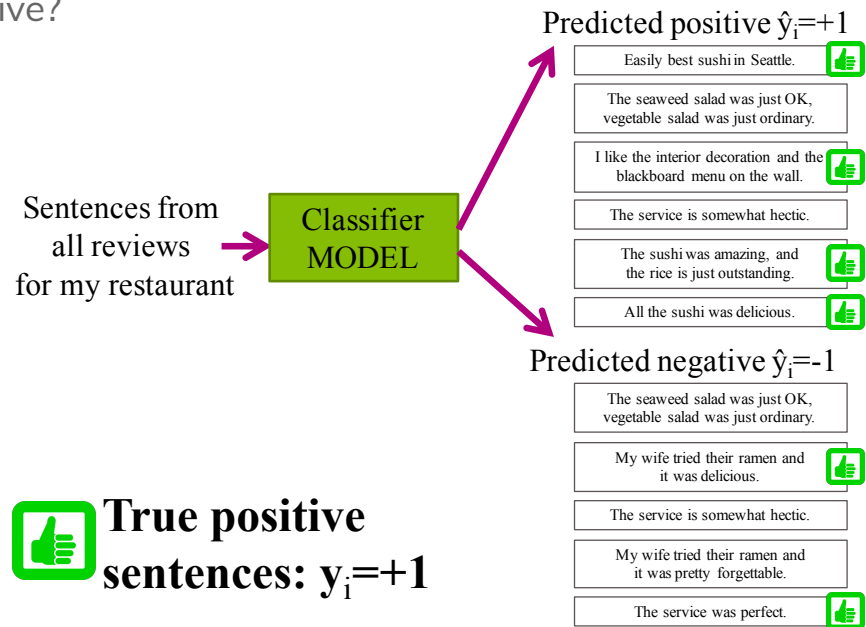 ive?
Predicted positive ŷi=+1
Easily best sushi in Seattle.
The seaweed salad was just OK,
vegetable salad was just ordinary.
I like the interior decoration and the
blackboard menu on the wall.
The service is somewhat hectic.
The sushi was amazing, and
the rice is just outstanding.
All the sushi was delicious.
Sentences from
all reviews
for my restaurant
Classifier
MODEL
Predicted negative ŷi=-1
The seaweed salad was just OK,
vegetable salad was just ordinary.
My wife tried their ramen and
it was delicious.
The service is somewhat hectic.
My wife tried their ramen and
it was pretty forgettable.
The service was perfect.
True positive
sentences: yi=+1